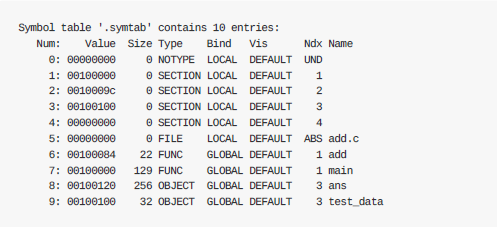 Symbol table '.symtab' contains 10 entries:
Num: Value Size Type Bind Vis Ndx Name
0: 00000000 0 NOTYPE LOCAL DEFAULT UND
1: 00100000 0 SECTION LOCAL DEFAULT 1
2: 0010009c 0 SECTION LOCAL DEFAULT 2
3: 00100100 0 SECTION LOCAL DEFAULT 3
4: 00000000 0 SECTION LOCAL DEFAULT 4
5: 00000000 0 FILE LOCAL DEFAULT ABS add.c
6: 00100084 22 FUNC GLOBAL DEFAULT 1 add
7: 00100000 129 FUNC GLOBAL DEFAULT 1 main
8: 00100120 256 OBJECT GLOBAL DEFAULT 3 ans
9: 00100100 32 OBJECT GLOBAL DEFAULT 3 test_data